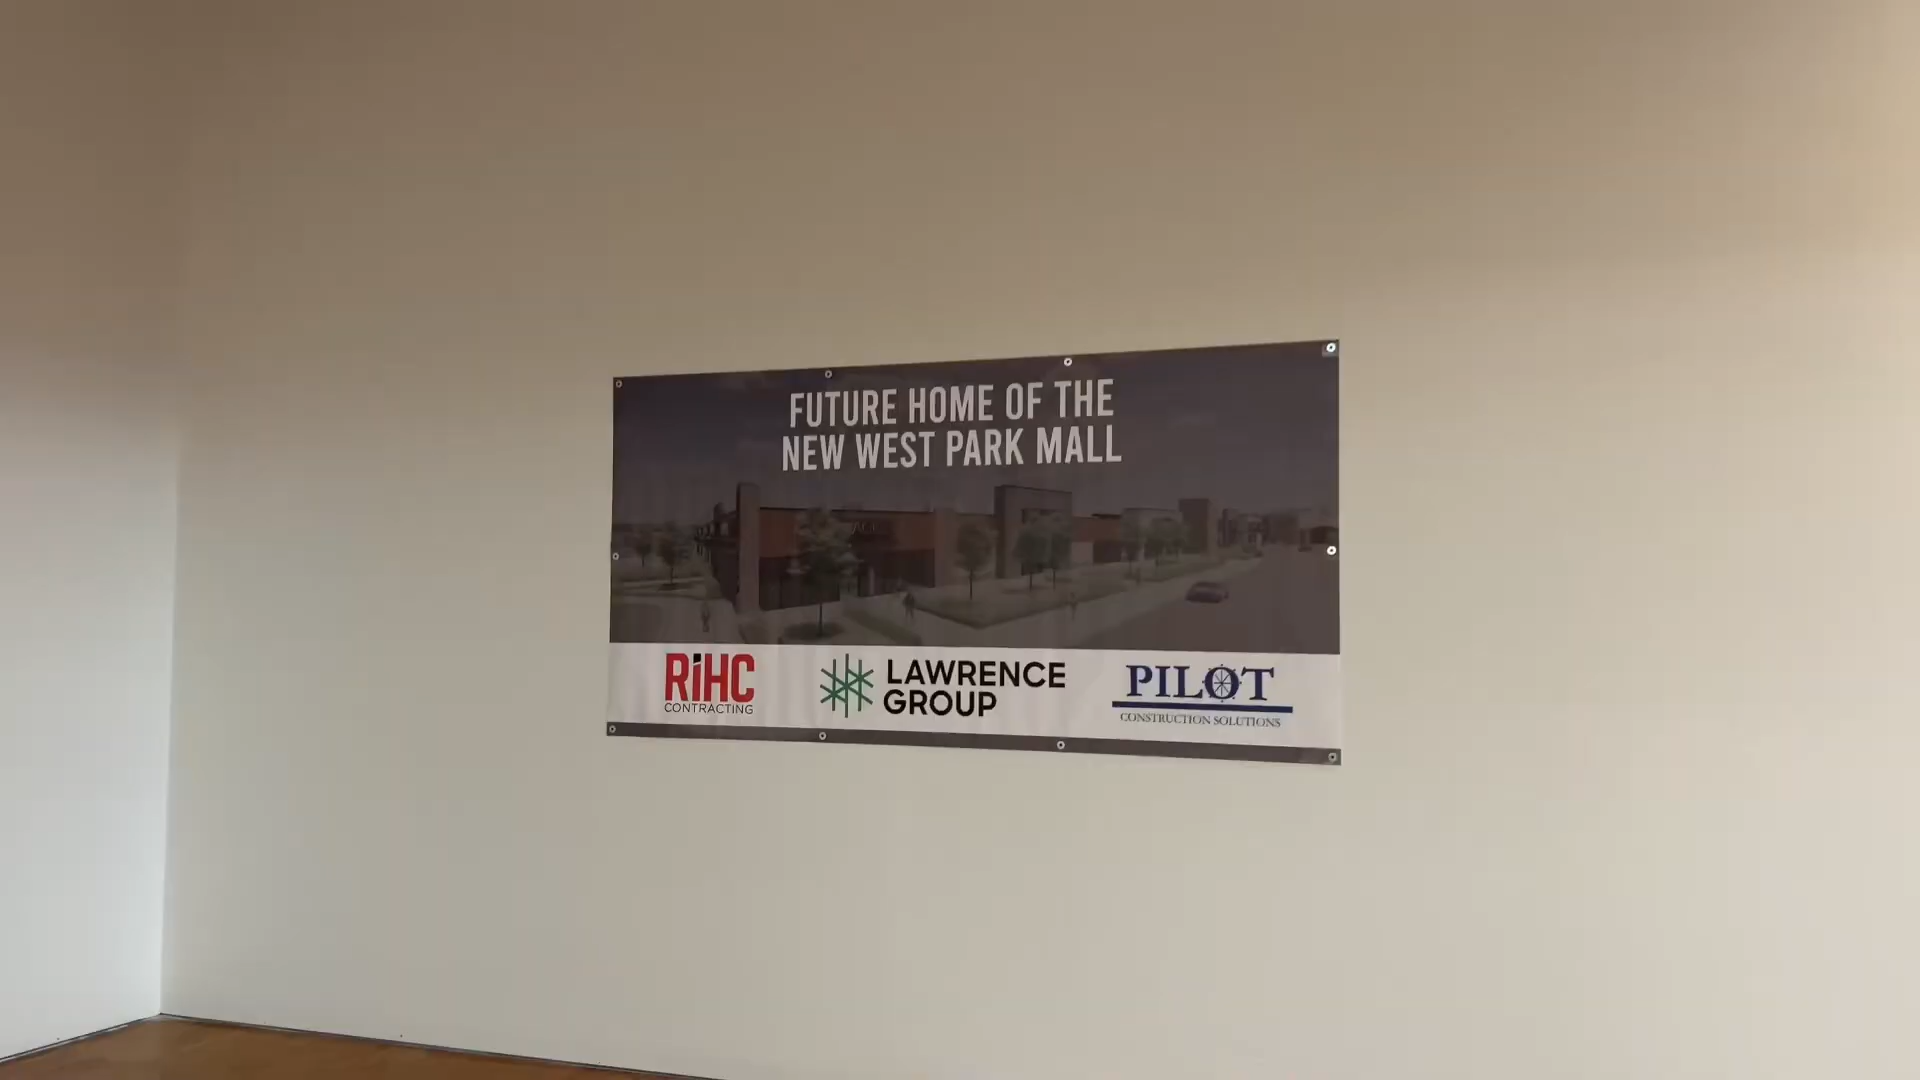 FUTURE HOME OF THE
NEW WEST PARK MALL
RiHC
CONTRACTING
LAWRENCE
GROUP
PILOT
CONSTRUCTION SOLUTIONS